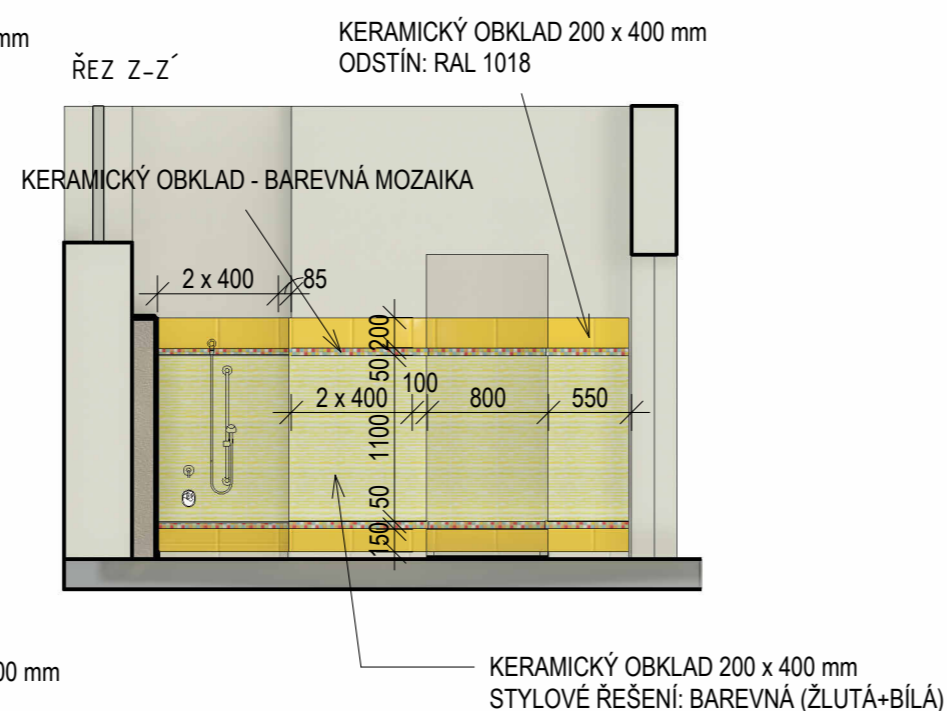 mm
KERAMICKÝ OBKLAD 200 x 400 mm
ODSTÍN: RAL 1018
ŘEZ Z-Z´
KERAMICKÝ OBKLAD - BAREVNÁ MOZAIKA
2 x 400
85
200
50
100
2 x 400
800
550
1100
50
150
00 mm
KERAMICKÝ OBKLAD 200 x 400 mm
STYLOVÉ ŘEŠENÍ: BAREVNÁ (ŽLUTÁ+BÍLÁ)